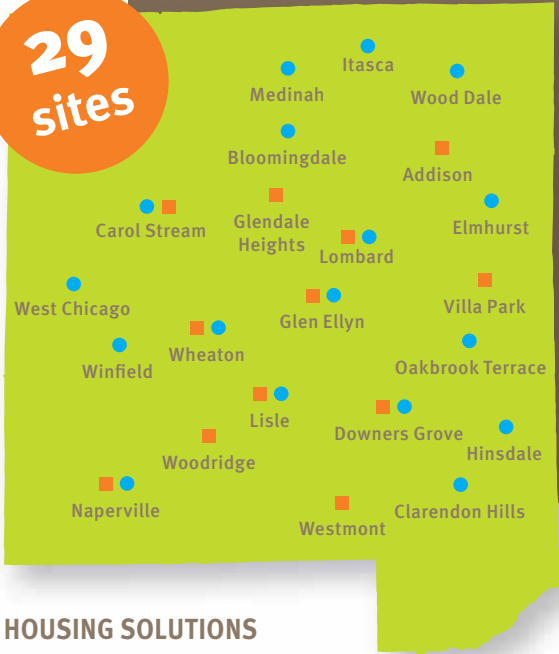 29
sites
Itasca
Medinah
Wood Dale
Bloomingdale
Addison
Carol Stream
Glendale
Heights
Elmhurst
Lombard
West Chicago
Glen Ellyn
Villa Park
Wheaton
Winfield
Oakbrook Terrace
Lisle
Downers Grove
Hinsdale
Woodridge
Naperville
Westmont
Clarendon Hills
HOUSING SOLUTIONS